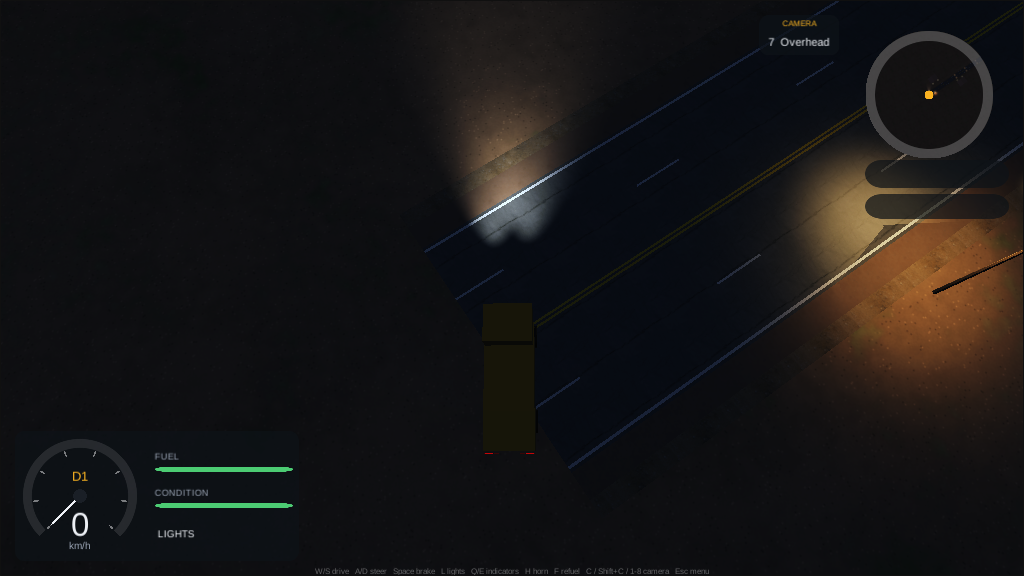 CAMERA
7 Overhead
D1
0
km/h
FUEL
CONDITION
LIGHTS
W/S drive A/D steer Space brake L lights Q/E indicators H horn F refuel C / Shift+C / 1-8 camera Esc menu